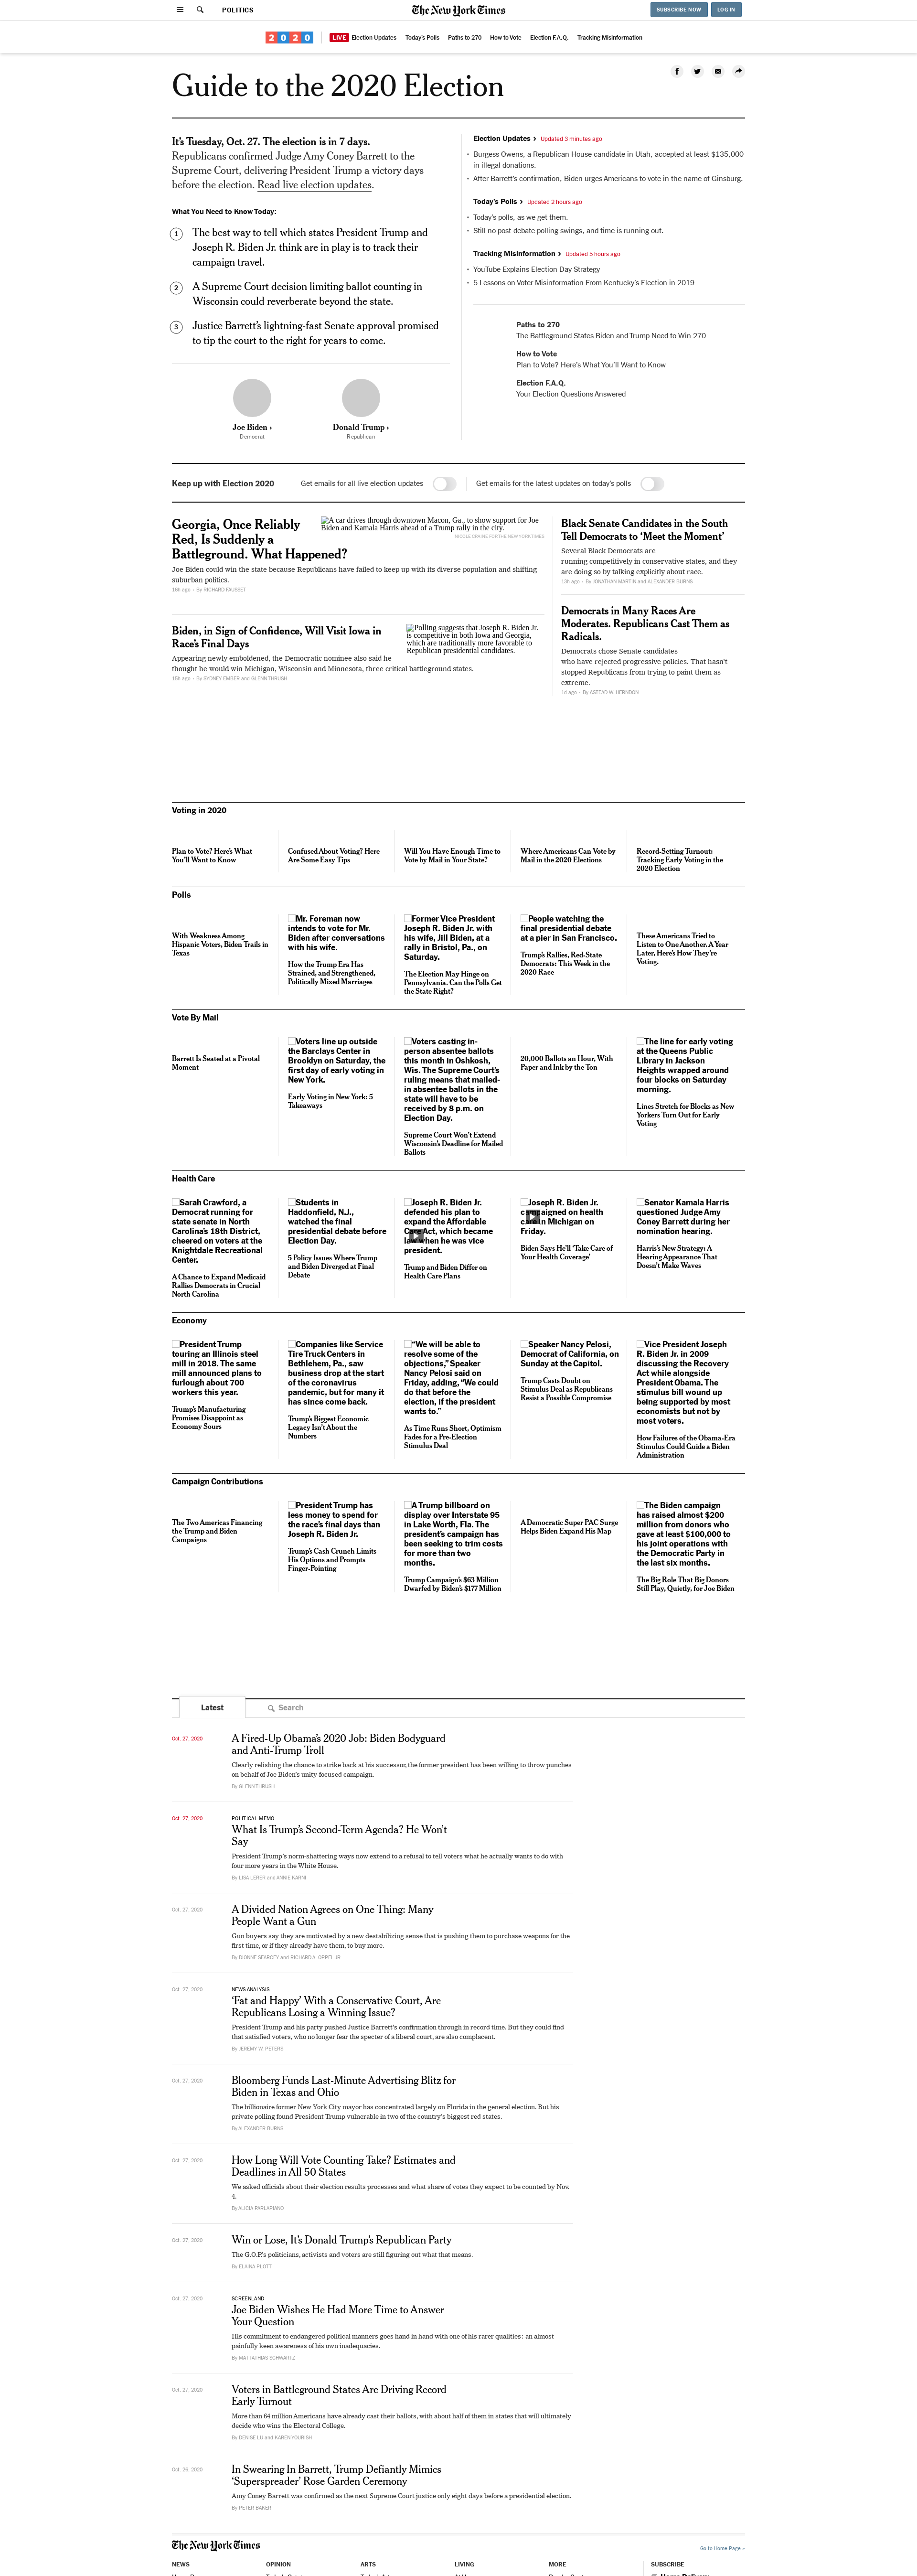 POLITICS
The New York Times
SUBSCRIBE NOW
LOG IN
2020
LIVE Election Updates
Today's Polls
Paths to 270
How to Vote
Election F.A.Q.
Tracking Misinformation
Guide to the 2020 Election
It's Tuesday, Oct. 27. The election is in 7 days.
Republicans confirmed Judge Amy Coney Barrett to the
Supreme Court, delivering President Trump a victory days
before the election. Read live election updates.
What You Need to Know Today:
1 The best way to tell which states President Trump and
Joseph R. Biden Jr. think are in play is to track their
campaign travel.
2 A Supreme Court decision limiting ballot counting in
Wisconsin could reverberate beyond the state.
3 Justice Barrett's lightning-fast Senate approval promised
to tip the court to the right for years to come.
Joe Biden ›
Democrat
Donald Trump ›
Republican
Election Updates › Updated 3 minutes ago
• Burgess Owens, a Republican House candidate in Utah, accepted at least $135,000
in illegal donations.
• After Barrett's confirmation, Biden urges Americans to vote in the name of Ginsburg.
Today's Polls › Updated 2 hours ago
• Today's polls, as we get them.
• Still no post-debate polling swings, and time is running out.
Tracking Misinformation › Updated 5 hours ago
• YouTube Explains Election Day Strategy
• 5 Lessons on Voter Misinformation From Kentucky's Election in 2019
Paths to 270
The Battleground States Biden and Trump Need to Win 270
How to Vote
Plan to Vote? Here's What You'll Want to Know
Election F.A.Q.
Your Election Questions Answered
Keep up with Election 2020
Get emails for all live election updates
Get emails for the latest updates on today's polls
Georgia, Once Reliably
Red, Is Suddenly a
Battleground. What Happened?
A car drives through downtown Macon, Ga., to show support for Joe
Biden and Kamala Harris ahead of a Trump rally in the city.
NICOLE CRAINE FOR THE NEW YORK TIMES
Joe Biden could win the state because Republicans have failed to keep up with its diverse population and shifting
suburban politics.
16h ago – By RICHARD FAUSSET
Biden, in Sign of Confidence, Will Visit Iowa in
Race's Final Days
Polling suggests that Joseph R. Biden Jr.
is competitive in both Iowa and Georgia,
which are traditionally more favorable to
Republican presidential candidates.
Appearing newly emboldened, the Democratic nominee also said he
thought he would win Michigan, Wisconsin and Minnesota, three critical battleground states.
15h ago – By SYDNEY EMBER and GLENN THRUSH
Black Senate Candidates in the South
Tell Democrats to 'Meet the Moment'
Several Black Democrats are
running competitively in conservative states, and they
are doing so by talking explicitly about race.
13h ago – By JONATHAN MARTIN and ALEXANDER BURNS
Democrats in Many Races Are
Moderates. Republicans Cast Them as
Radicals.
Democrats chose Senate candidates
who have rejected progressive policies. That hasn't
stopped Republicans from trying to paint them as
extreme.
1d ago – By ASTEAD W. HERNDON
Voting in 2020
Plan to Vote? Here's What
You'll Want to Know
Confused About Voting? Here
Are Some Easy Tips
Will You Have Enough Time to
Vote by Mail in Your State?
Where Americans Can Vote by
Mail in the 2020 Elections
Record-Setting Turnout:
Tracking Early Voting in the
2020 Election
Polls
With Weakness Among
Hispanic Voters, Biden Trails in
Texas
Mr. Foreman now
intends to vote for Mr.
Biden after conversations
with his wife.
How the Trump Era Has
Strained, and Strengthened,
Politically Mixed Marriages
Former Vice President
Joseph R. Biden Jr. with
his wife, Jill Biden, at a
rally in Bristol, Pa., on
Saturday.
The Election May Hinge on
Pennsylvania. Can the Polls Get
the State Right?
People watching the
final presidential debate
at a pier in San Francisco.
Trump's Rallies, Red-State
Democrats: This Week in the
2020 Race
These Americans Tried to
Listen to One Another. A Year
Later, Here's How They're
Voting.
Vote By Mail
Barrett Is Seated at a Pivotal
Moment
Voters line up outside
the Barclays Center in
Brooklyn on Saturday, the
first day of early voting in
New York.
Early Voting in New York: 5
Takeaways
Voters casting in-
person absentee ballots
this month in Oshkosh,
Wis. The Supreme Court's
ruling means that mailed-
in absentee ballots in the
state will have to be
received by 8 p.m. on
Election Day.
Supreme Court Won't Extend
Wisconsin's Deadline for Mailed
Ballots
20,000 Ballots an Hour, With
Paper and Ink by the Ton
The line for early voting
at the Queens Public
Library in Jackson
Heights wrapped around
four blocks on Saturday
morning.
Lines Stretch for Blocks as New
Yorkers Turn Out for Early
Voting
Health Care
Sarah Crawford, a
Democrat running for
state senate in North
Carolina's 18th District,
cheered on voters at the
Knightdale Recreational
Center.
A Chance to Expand Medicaid
Rallies Democrats in Crucial
North Carolina
Students in
Haddonfield, N.J.,
watched the final
presidential debate before
Election Day.
5 Policy Issues Where Trump
and Biden Diverged at Final
Debate
Joseph R. Biden Jr.
defended his plan to
expand the Affordable
Care Act, which became
law when he was vice
president.
Trump and Biden Differ on
Health Care Plans
Joseph R. Biden Jr.
campaigned on health
care in Michigan on
Friday.
Biden Says He'll 'Take Care of
Your Health Coverage'
Senator Kamala Harris
questioned Judge Amy
Coney Barrett during her
nomination hearing.
Harris's New Strategy: A
Hearing Appearance That
Doesn't Make Waves
Economy
President Trump
touring an Illinois steel
mill in 2018. The same
mill announced plans to
furlough about 700
workers this year.
Trump's Manufacturing
Promises Disappoint as
Economy Sours
Companies like Service
Tire Truck Centers in
Bethlehem, Pa., saw
business drop at the start
of the coronavirus
pandemic, but for many it
has since come back.
Trump's Biggest Economic
Legacy Isn't About the
Numbers
"We will be able to
resolve some of the
objections," Speaker
Nancy Pelosi said on
Friday, adding, "We could
do that before the
election, if the president
wants to."
As Time Runs Short, Optimism
Fades for a Pre-Election
Stimulus Deal
Speaker Nancy Pelosi,
Democrat of California, on
Sunday at the Capitol.
Trump Casts Doubt on
Stimulus Deal as Republicans
Resist a Possible Compromise
Vice President Joseph
R. Biden Jr. in 2009
discussing the Recovery
Act while alongside
President Obama. The
stimulus bill wound up
being supported by most
economists but not by
most voters.
How Failures of the Obama-Era
Stimulus Could Guide a Biden
Administration
Campaign Contributions
The Two Americas Financing
the Trump and Biden
Campaigns
President Trump has
less money to spend for
the race's final days than
Joseph R. Biden Jr.
Trump's Cash Crunch Limits
His Options and Prompts
Finger-Pointing
A Trump billboard on
display over Interstate 95
in Lake Worth, Fla. The
president's campaign has
been seeking to trim costs
for more than two
months.
Trump Campaign's $63 Million
Dwarfed by Biden's $177 Million
A Democratic Super PAC Surge
Helps Biden Expand His Map
The Biden campaign
has raised almost $200
million from donors who
gave at least $100,000 to
his joint operations with
the Democratic Party in
the last six months.
The Big Role That Big Donors
Still Play, Quietly, for Joe Biden
Latest
Search
Oct. 27, 2020
A Fired-Up Obama's 2020 Job: Biden Bodyguard
and Anti-Trump Troll
Clearly relishing the chance to strike back at his successor, the former president has been willing to throw punches
on behalf of Joe Biden's unity-focused campaign.
By GLENN THRUSH
Oct. 27, 2020
POLITICAL MEMO
What Is Trump's Second-Term Agenda? He Won't
Say
President Trump's norm-shattering ways now extend to a refusal to tell voters what he actually wants to do with
four more years in the White House.
By LISA LERER and ANNIE KARNI
Oct. 27, 2020
A Divided Nation Agrees on One Thing: Many
People Want a Gun
Gun buyers say they are motivated by a new destabilizing sense that is pushing them to purchase weapons for the
first time, or if they already have them, to buy more.
By DIONNE SEARCEY and RICHARD A. OPPEL JR.
Oct. 27, 2020
NEWS ANALYSIS
'Fat and Happy' With a Conservative Court, Are
Republicans Losing a Winning Issue?
President Trump and his party pushed Justice Barrett's confirmation through in record time. But they could find
that satisfied voters, who no longer fear the specter of a liberal court, are also complacent.
By JEREMY W. PETERS
Oct. 27, 2020
Bloomberg Funds Last-Minute Advertising Blitz for
Biden in Texas and Ohio
The billionaire former New York City mayor has concentrated largely on Florida in the general election. But his
private polling found President Trump vulnerable in two of the country's biggest red states.
By ALEXANDER BURNS
Oct. 27, 2020
How Long Will Vote Counting Take? Estimates and
Deadlines in All 50 States
We asked officials about their election results processes and what share of votes they expect to be counted by Nov.
4.
By ALICIA PARLAPIANO
Oct. 27, 2020
Win or Lose, It's Donald Trump's Republican Party
The G.O.P.'s politicians, activists and voters are still figuring out what that means.
By ELAINA PLOTT
Oct. 27, 2020
SCREENLAND
Joe Biden Wishes He Had More Time to Answer
Your Question
His commitment to endangered political manners goes hand in hand with one of his rarer qualities: an almost
painfully keen awareness of his own inadequacies.
By MATTATHIAS SCHWARTZ
Oct. 27, 2020
Voters in Battleground States Are Driving Record
Early Turnout
More than 64 million Americans have already cast their ballots, with about half of them in states that will ultimately
decide who wins the Electoral College.
By DENISE LU and KAREN YOURISH
Oct. 26, 2020
In Swearing In Barrett, Trump Defiantly Mimics
'Superspreader' Rose Garden Ceremony
Amy Coney Barrett was confirmed as the next Supreme Court justice only eight days before a presidential election.
By PETER BAKER
The New York Times
Go to Home Page »
NEWS
OPINION
ARTS
LIVING
MORE
SUBSCRIBE